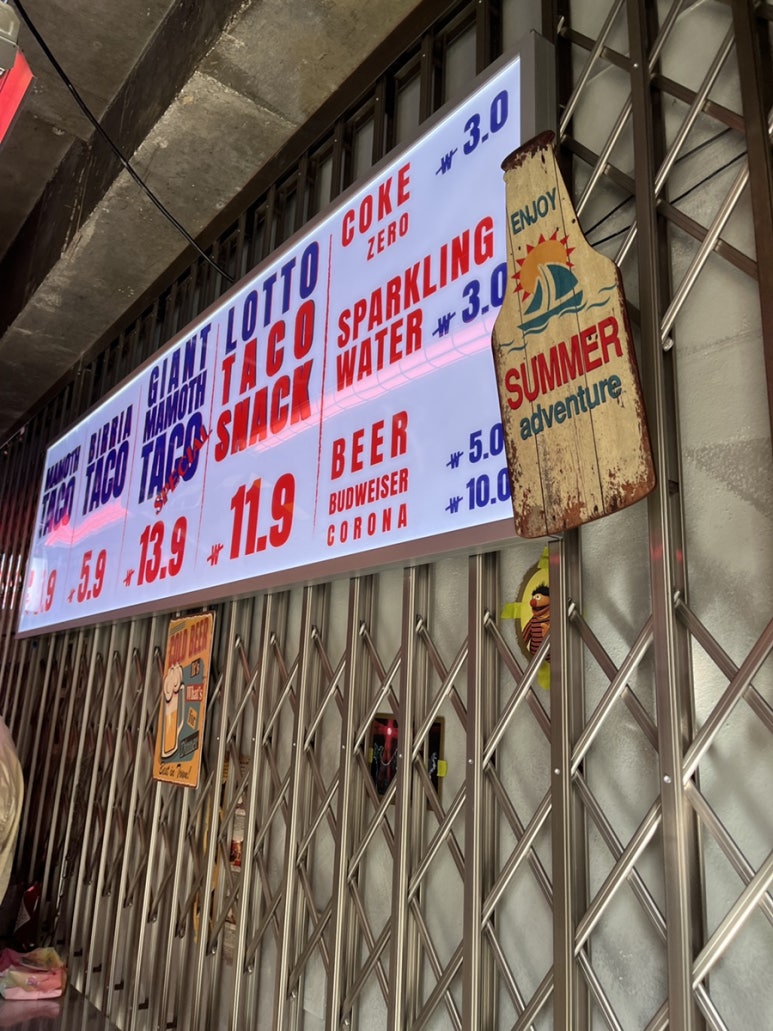 MAMOTH
TACO
BIRRIA
TACO
₩ 5.9
GIANT
MAMOTH
TACO
SPECIAL
₩ 13.9
LOTTO
TACO
SNACK
₩ 11.9
COKE
ZERO
₩ 3.0
SPARKLING
WATER
₩ 3.0
BEER
BUDWEISER
₩ 5.0
CORONA
₩ 10.0
ENJOY
SUMMER
adventure
COLD BEER